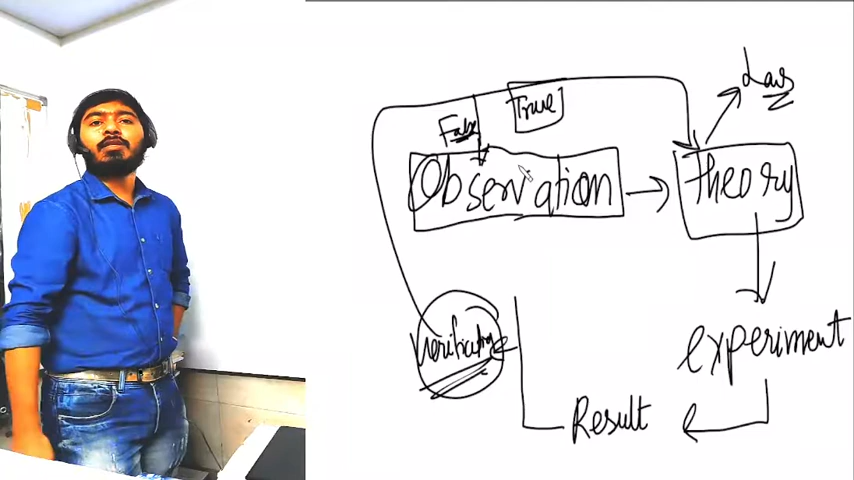 Law
True
False
Observation
theory
experiment
Verification
Result